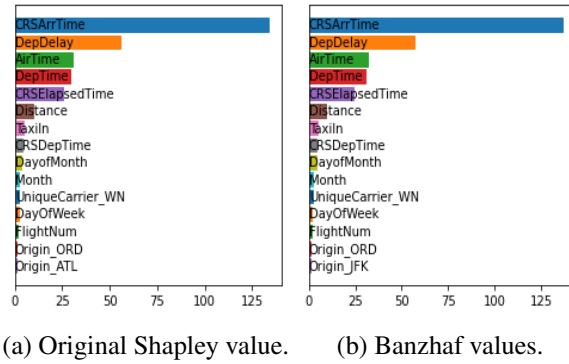 CRSArrTime
DepDelay
AirTime
DepTime
CRSElapsedTime
Distance
TaxiIn
CRSDepTime
DayofMonth
Month
UniqueCarrier_WN
DayOfWeek
FlightNum
Origin_ORD
Origin_ATL
0 25 50 75 100 125
(a) Original Shapley value.
CRSArrTime
DepDelay
AirTime
DepTime
CRSElapsedTime
Distance
TaxiIn
CRSDepTime
DayofMonth
Month
UniqueCarrier_WN
DayOfWeek
FlightNum
Origin_ORD
Origin_JFK
0 25 50 75 100 125
(b) Banzhaf values.